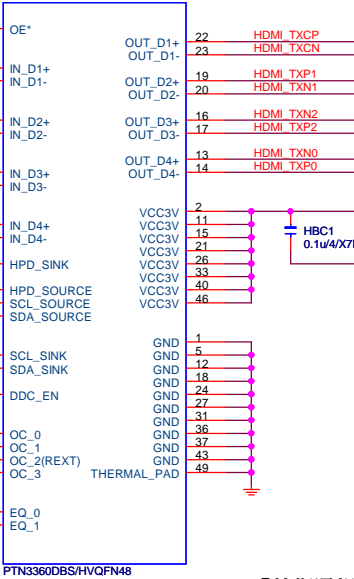 OE*
OUT_D1+ 22 HDMI_TXCP
OUT_D1- 23 HDMI_TXCN
IN_D1+
IN_D1-
OUT_D2+ 19 HDMI_TXP1
OUT_D2- 20 HDMI_TXN1
IN_D2+
IN_D2-
OUT_D3+ 16 HDMI_TXN2
OUT_D3- 17 HDMI_TXP2
IN_D3+
IN_D3-
OUT_D4+ 13 HDMI_TXN0
OUT_D4- 14 HDMI_TXP0
IN_D4+
IN_D4-
VCC3V 2
VCC3V 11
VCC3V 15
VCC3V 21
VCC3V 26
VCC3V 33
VCC3V 40
VCC3V 46
HBC1
0.1u/4/X7
HPD_SINK
HPD_SOURCE
SCL_SOURCE
SDA_SOURCE
GND 1
GND 5
GND 12
GND 18
GND 24
GND 27
GND 31
GND 36
GND 37
GND 43
THERMAL_PAD 49
SCL_SINK
SDA_SINK
DDC_EN
OC_0
OC_1
OC_2(REXT)
OC_3
EQ_0
EQ_1
PTN3360DBS/HVQFN48